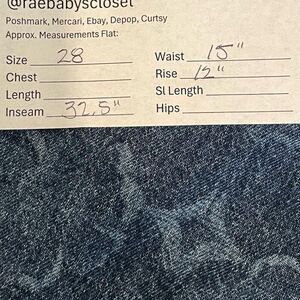 @raebabyscloset
Poshmark, Mercari, Ebay, Depop, Curtsy
Approx. Measurements Flat:
Size 28 Waist 15"
Chest Rise 12"
Length Sl Length
Inseam 32.5" Hips